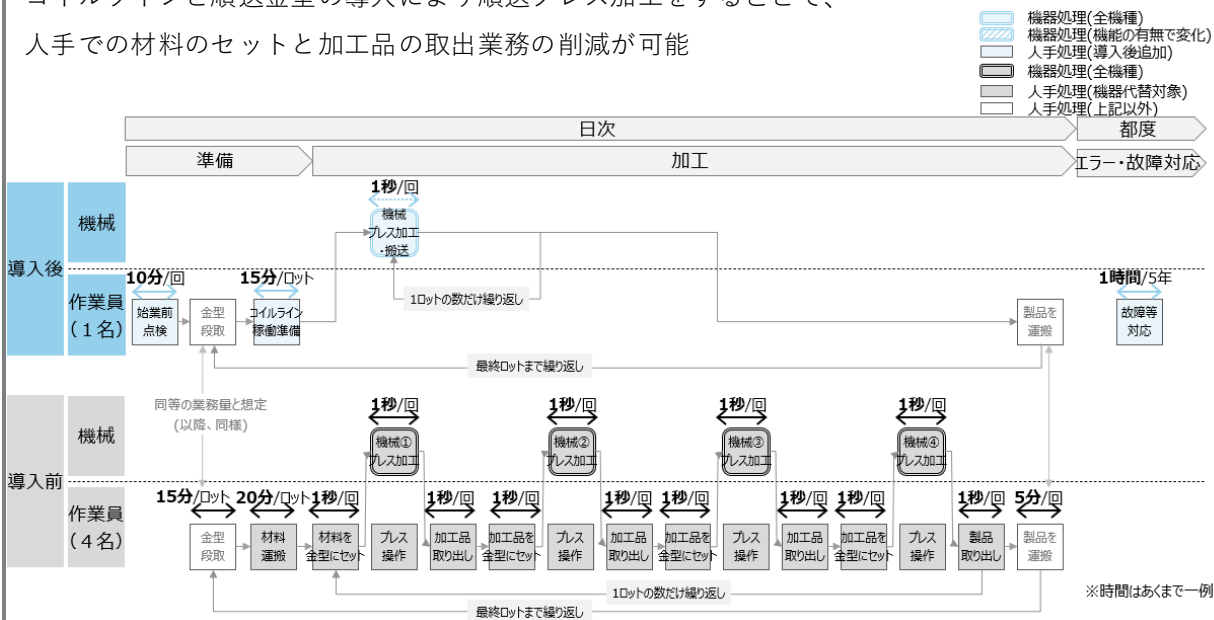 コイルラインと順送金型の導入により順送プレス加工をすることで、
人手での材料のセットと加工品の取出業務の削減が可能
機器処理(全機種)
機器処理(機能の有無で変化)
人手処理(導入後追加)
機器処理(全機種)
人手処理(機器代替対象)
人手処理(上記以外)
日次
都度
準備
加工
エラー・故障対応
導入後
機械
1秒/回
機械
プレス加工
・搬送
作業員
(1名)
10分/回
始業前
点検
金型
段取
15分/ロット
コイルライン
稼働準備
1ロットの数だけ繰り返し
製品を
運搬
1時間/5年
故障等
対応
最終ロットまで繰り返し
同等の業務量と想定
(以降、同様)
導入前
機械
1秒/回
機械①
プレス加工
1秒/回
機械②
プレス加工
1秒/回
機械③
プレス加工
1秒/回
機械④
プレス加工
作業員
(4名)
15分/ロット
金型
段取
20分/ロット
材料
運搬
1秒/回
材料を
金型にセット
プレス
操作
1秒/回
加工品
取り出し
1秒/回
加工品を
金型にセット
プレス
操作
1秒/回
加工品
取り出し
1秒/回
加工品を
金型にセット
プレス
操作
1秒/回
加工品
取り出し
1秒/回
加工品を
金型にセット
プレス
操作
1秒/回
製品
取り出し
5分/回
製品を
運搬
1ロットの数だけ繰り返し
最終ロットまで繰り返し
※時間はあくまで一例